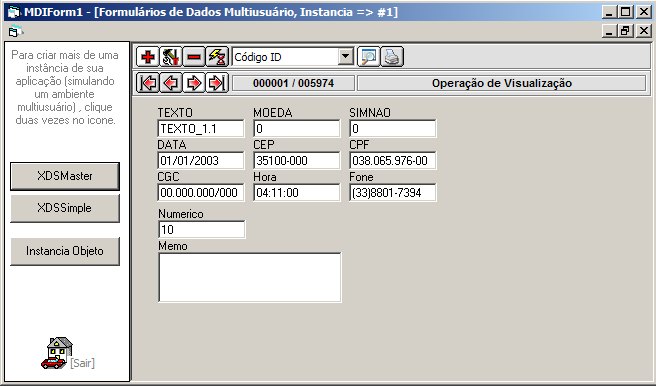 MDIForm1 - [Formulários de Dados Multiusuário, Instancia => #1]
Para criar mais de uma
instância de sua
aplicação (simulando
um ambiente
multiusuário) , clique
duas vezes no icone.
XDSMaster
XDSSimple
Instancia Objeto
[Sair]
Código ID
000001 / 005974
Operação de Visualização
TEXTO MOEDA SIMNAO
TEXTO_1.1 0 0
DATA CEP CPF
01/01/2003 35100-000 038.065.976-00
CGC Hora Fone
00.000.000/000 04:11:00 (33)8801-7394
Numerico
10
Memo